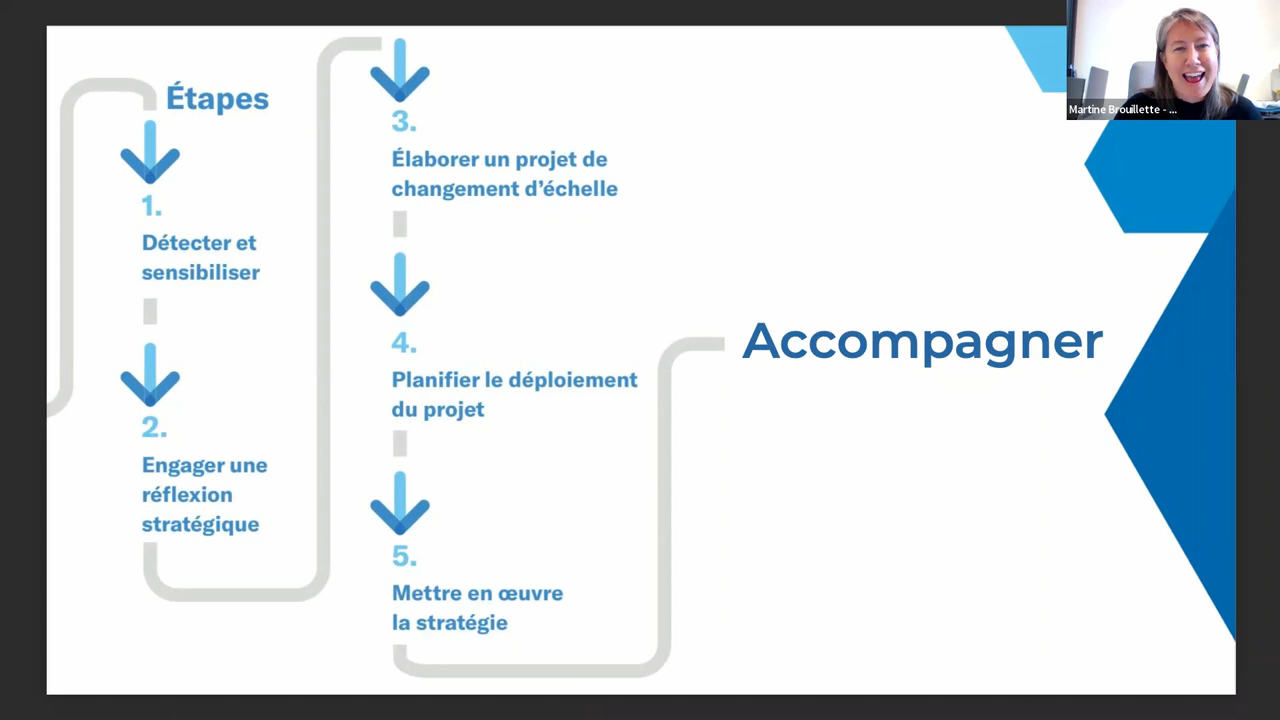 Étapes
1.
Détecter et
sensibiliser
2.
Engager une
réflexion
stratégique
3.
Élaborer un projet de
changement d’échelle
4.
Planifier le déploiement
du projet
5.
Mettre en œuvre
la stratégie
Accompagner
Martine Brouillette - ...